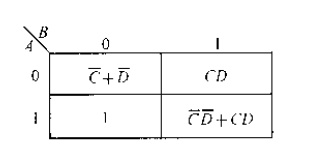 B
A 0 1
0 C̅ + D̅ CD
1 1 C̅D̅ + CD